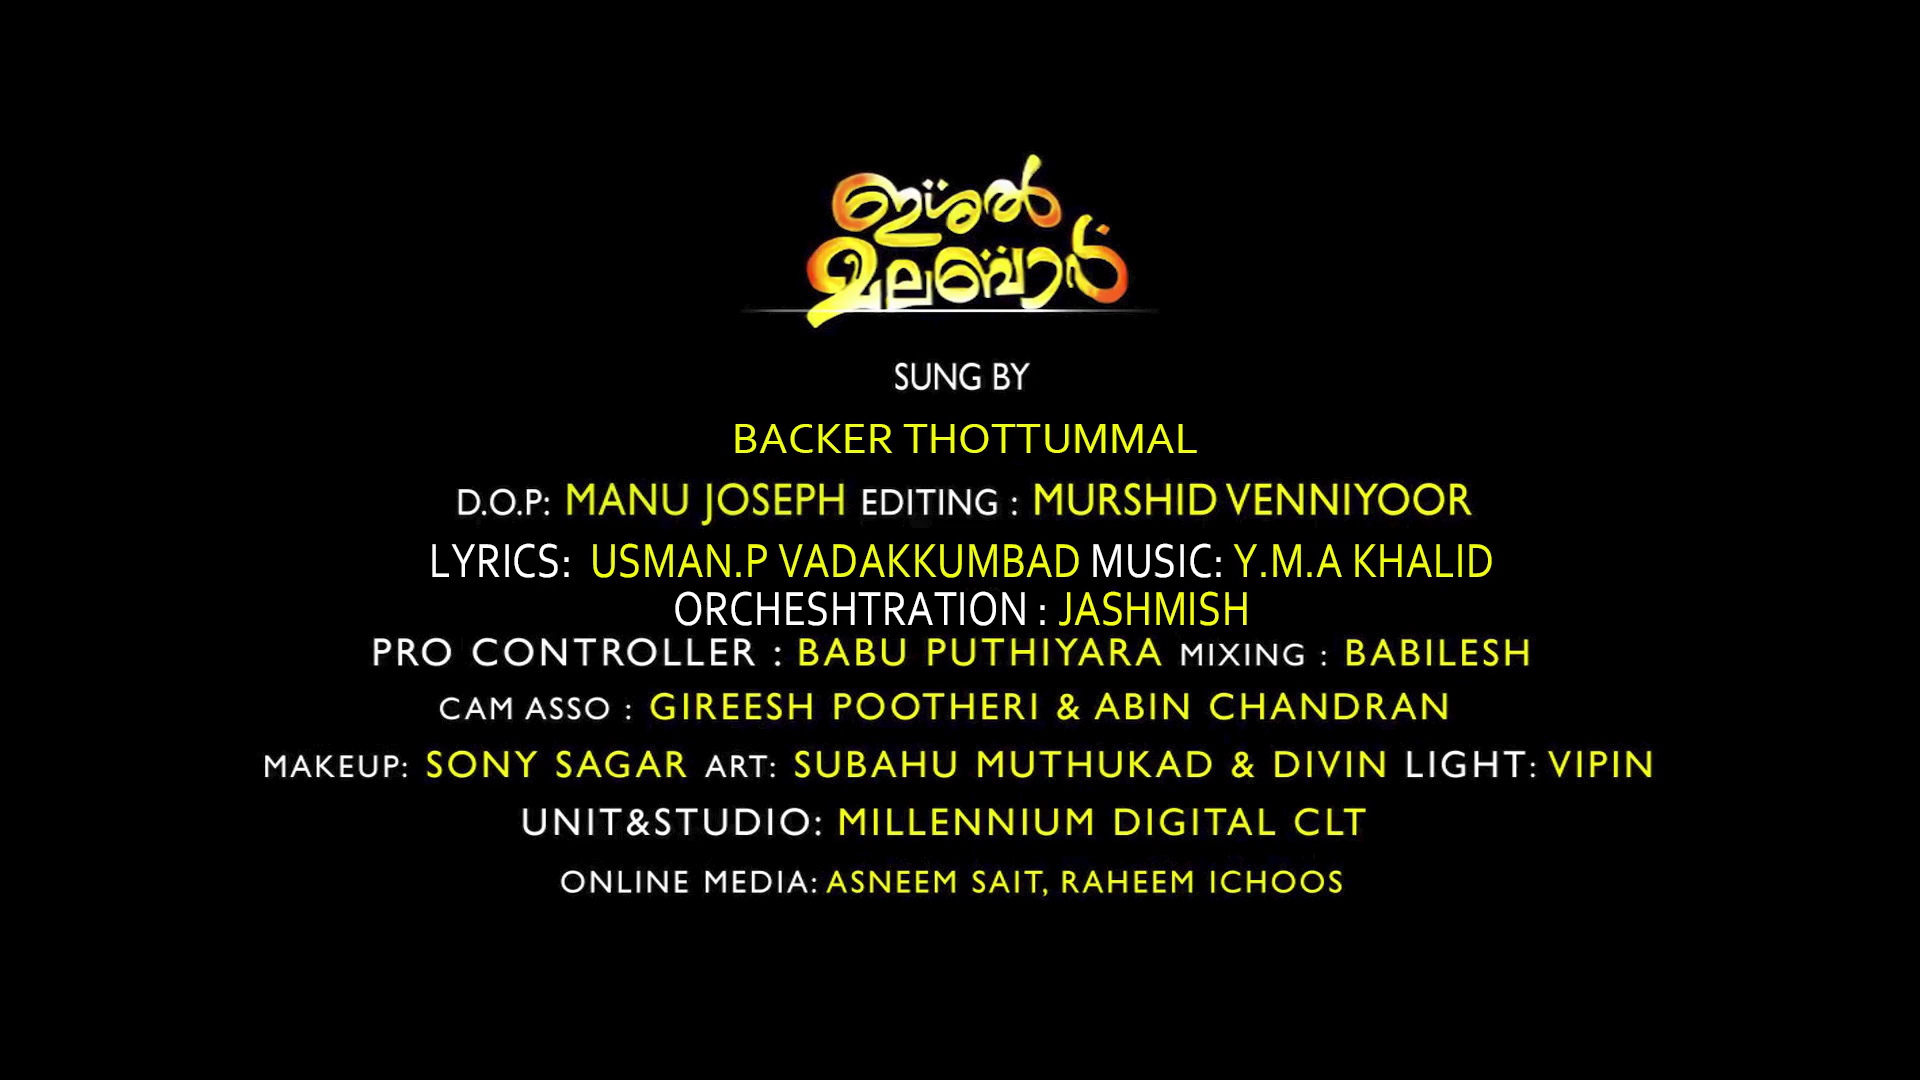 ഇശൽ
മലബാർ
SUNG BY
BACKER THOTTUMMAL
D.O.P: MANU JOSEPH EDITING : MURSHID VENNIYOOR
LYRICS: USMAN.P VADAKKUMBAD MUSIC: Y.M.A KHALID
ORCHESHTRATION : JASHMISH
PRO CONTROLLER : BABU PUTHIYARA MIXING : BABILESH
CAM ASSO : GIREESH POOTHERI & ABIN CHANDRAN
MAKEUP: SONY SAGAR ART: SUBAHU MUTHUKAD & DIVIN LIGHT: VIPIN
UNIT&STUDIO: MILLENNIUM DIGITAL CLT
ONLINE MEDIA: ASNEEM SAIT, RAHEEM ICHOOS